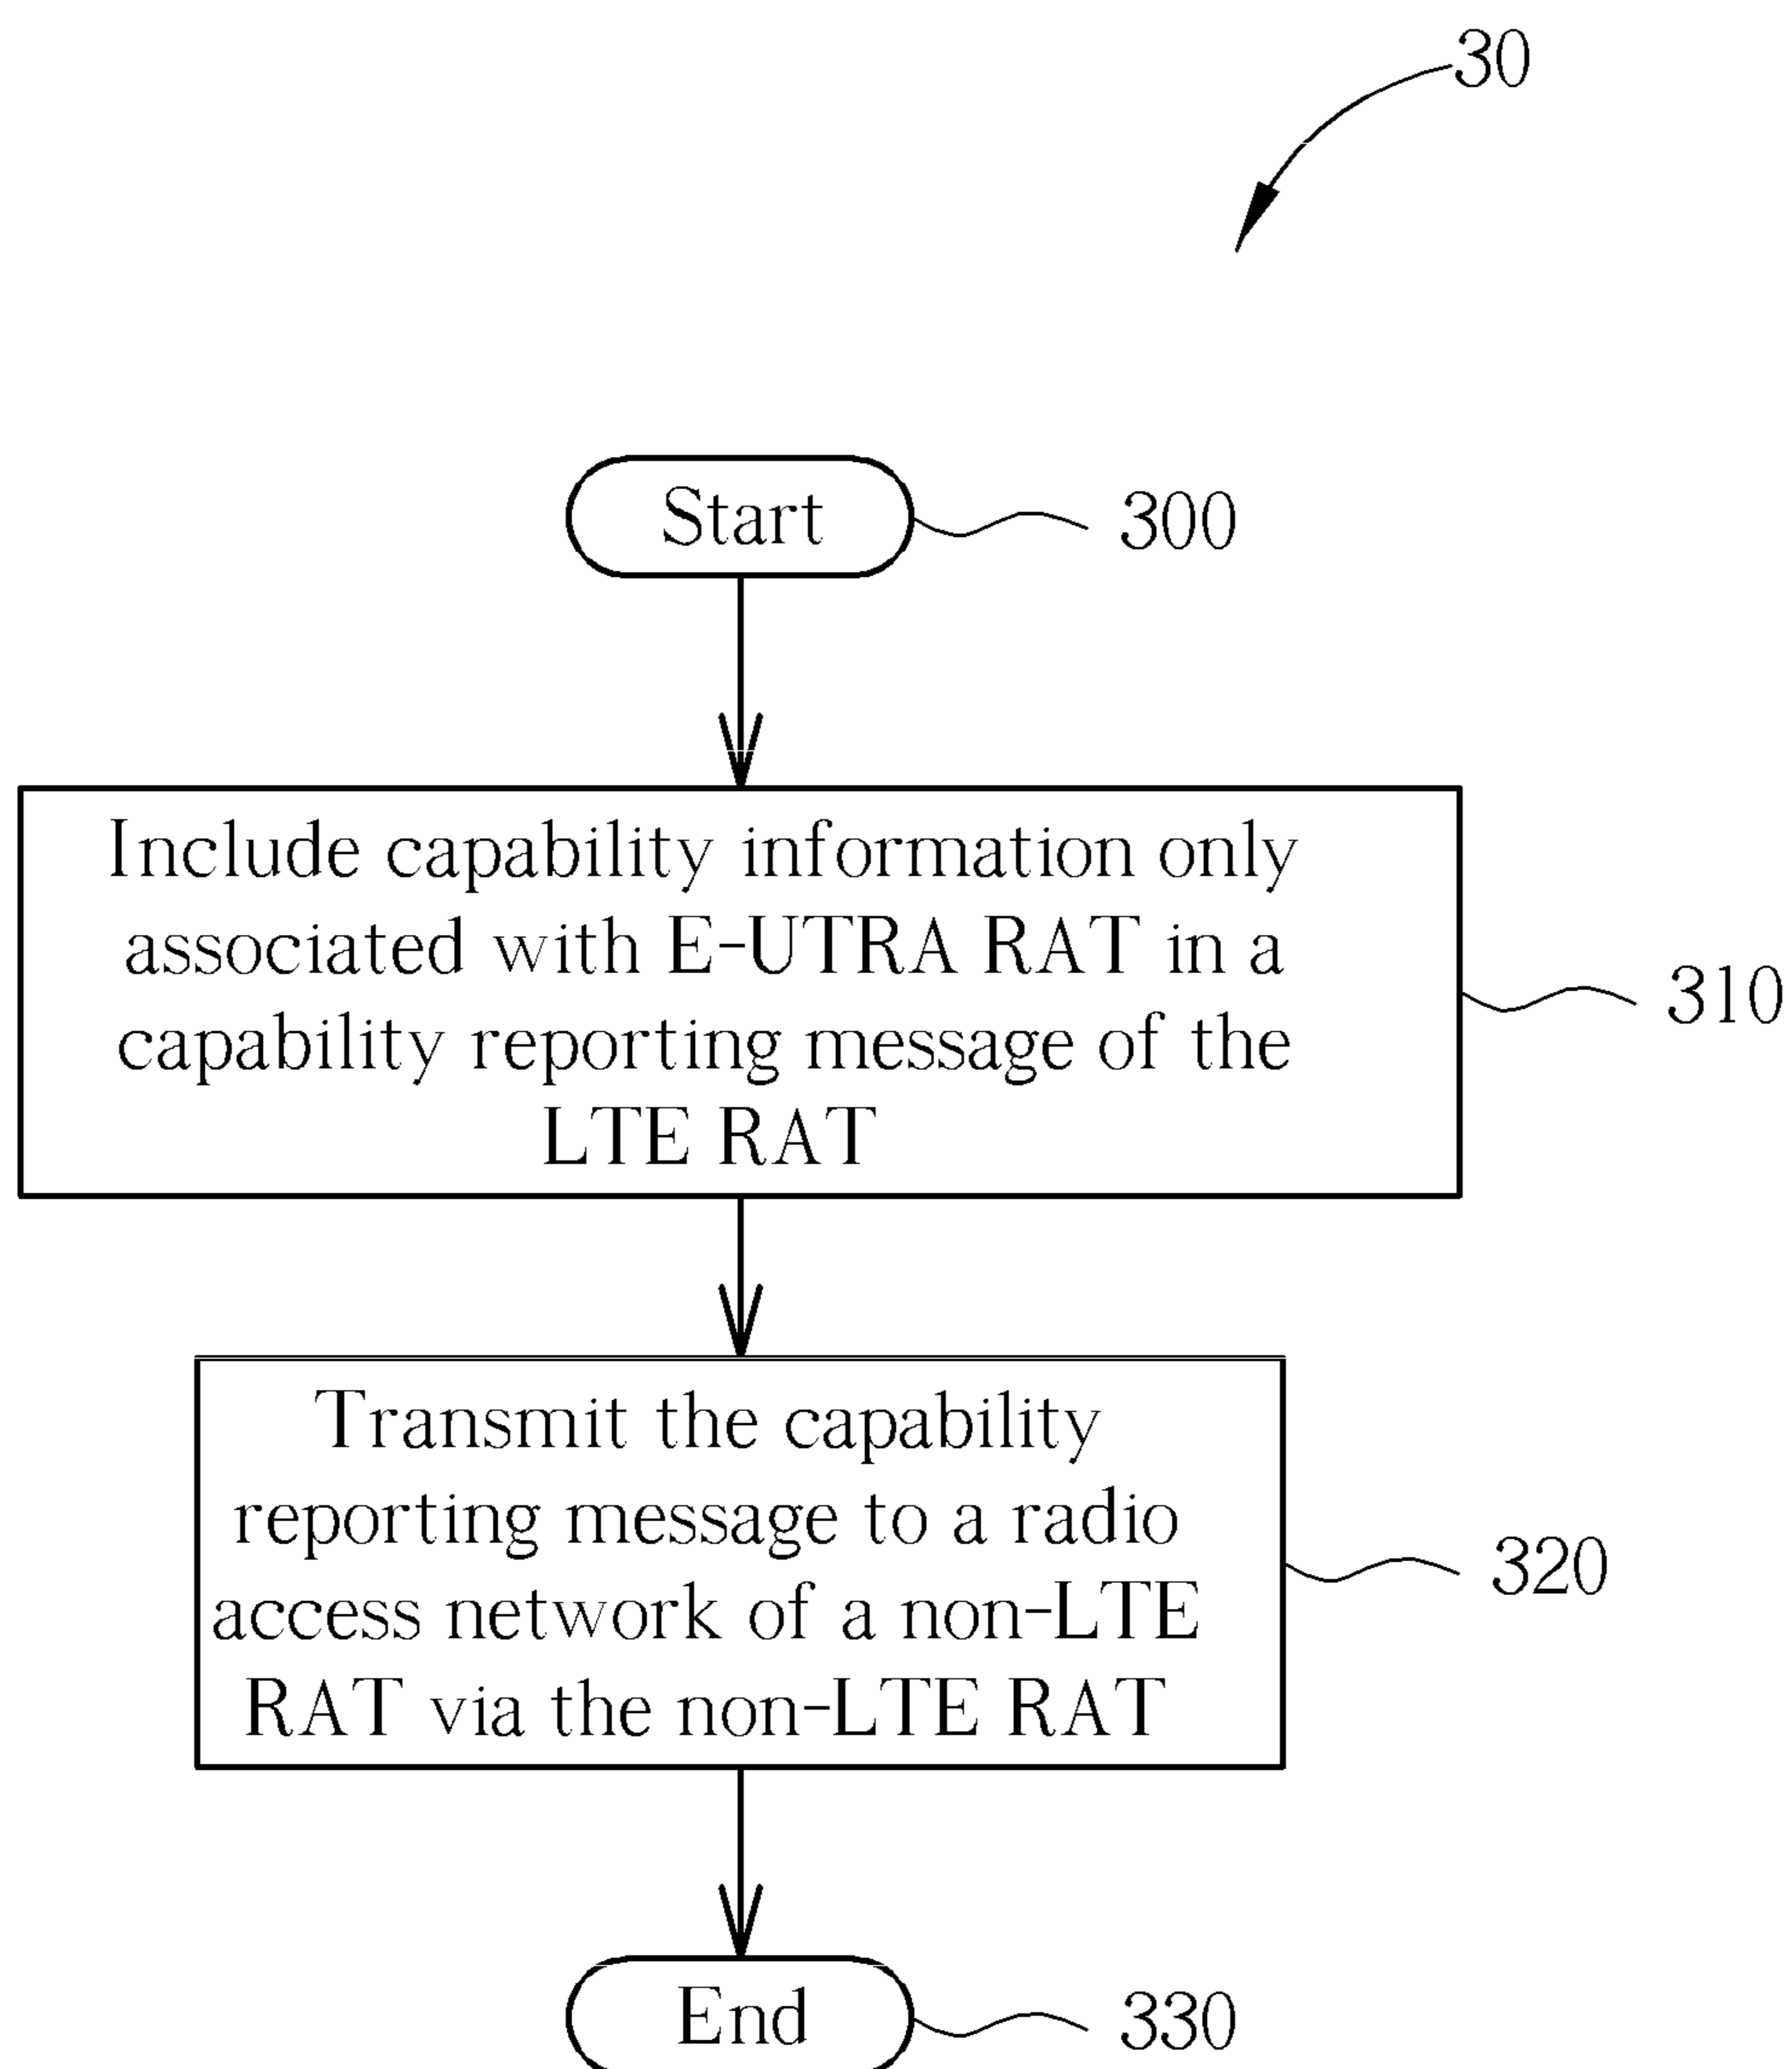 30
Start
300
Include capability information only
associated with E-UTRA RAT in a
capability reporting message of the
LTE RAT
310
Transmit the capability
reporting message to a radio
access network of a non-LTE
RAT via the non-LTE RAT
320
End
330